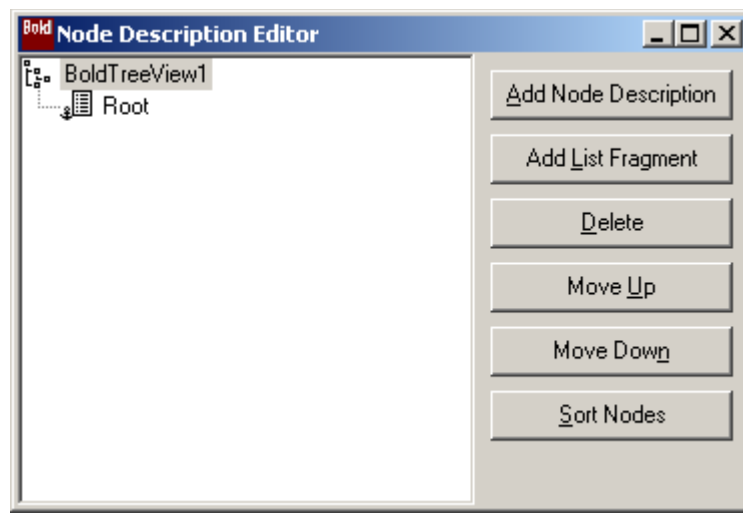 Bold Node Description Editor
BoldTreeView1
Root
Add Node Description
Add List Fragment
Delete
Move Up
Move Down
Sort Nodes